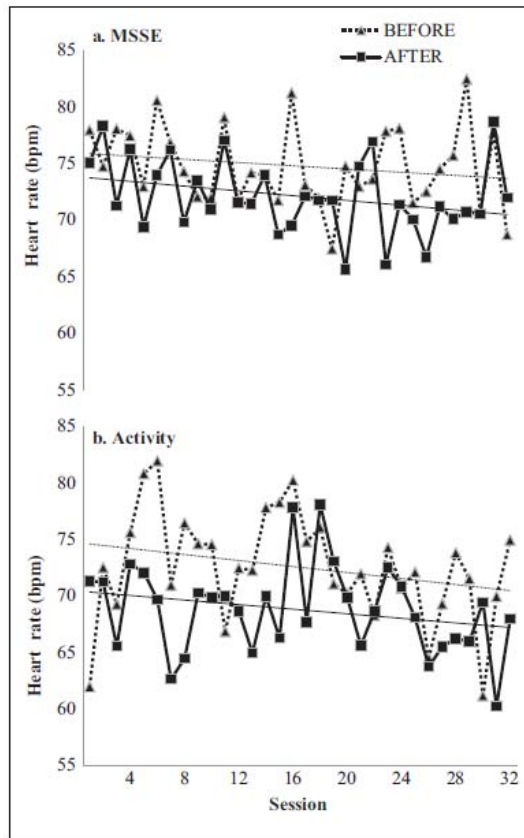 a. MSSE
BEFORE
AFTER
85
80
75
70
65
60
55
Heart rate (bpm)
b. Activity
85
80
75
70
65
60
55
Heart rate (bpm)
4 8 12 16 20 24 28 32
Session